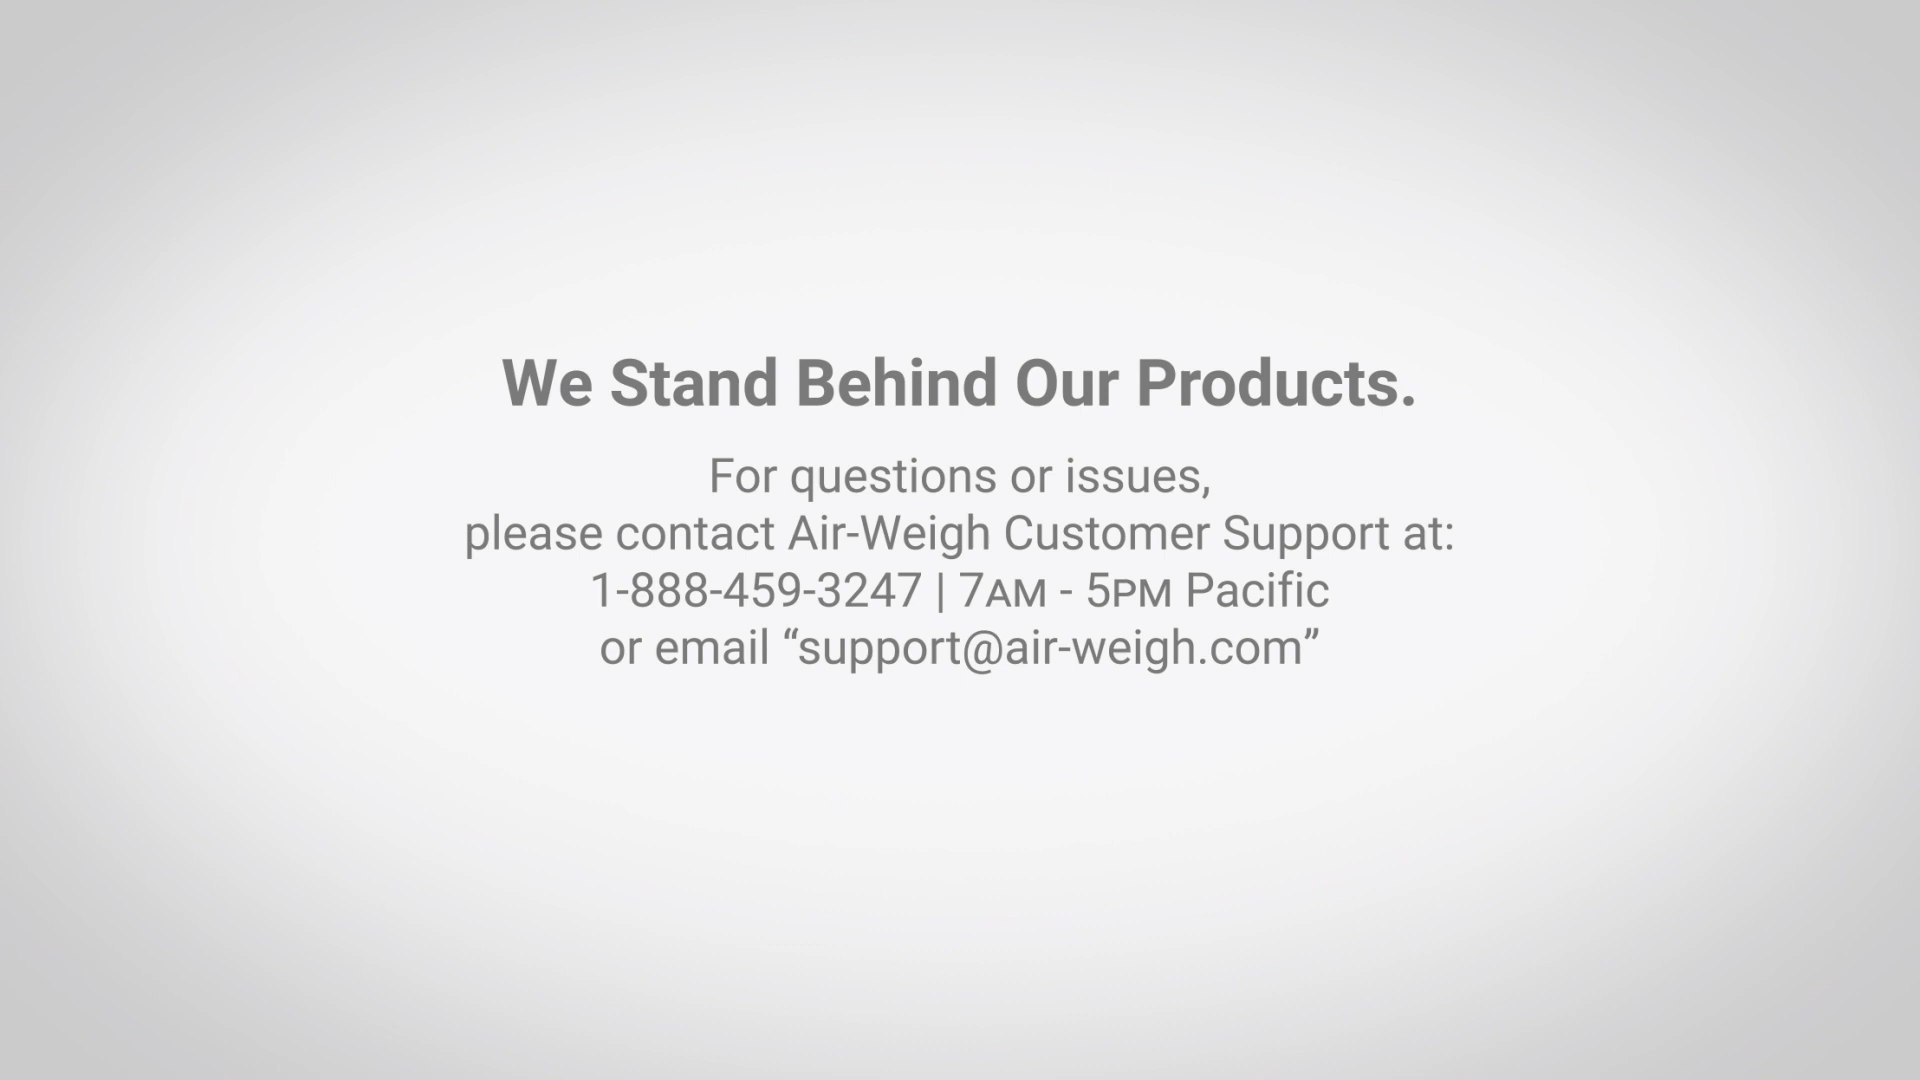 We Stand Behind Our Products.
For questions or issues,
please contact Air-Weigh Customer Support at:
1-888-459-3247 | 7AM - 5PM Pacific
or email “support@air-weigh.com”